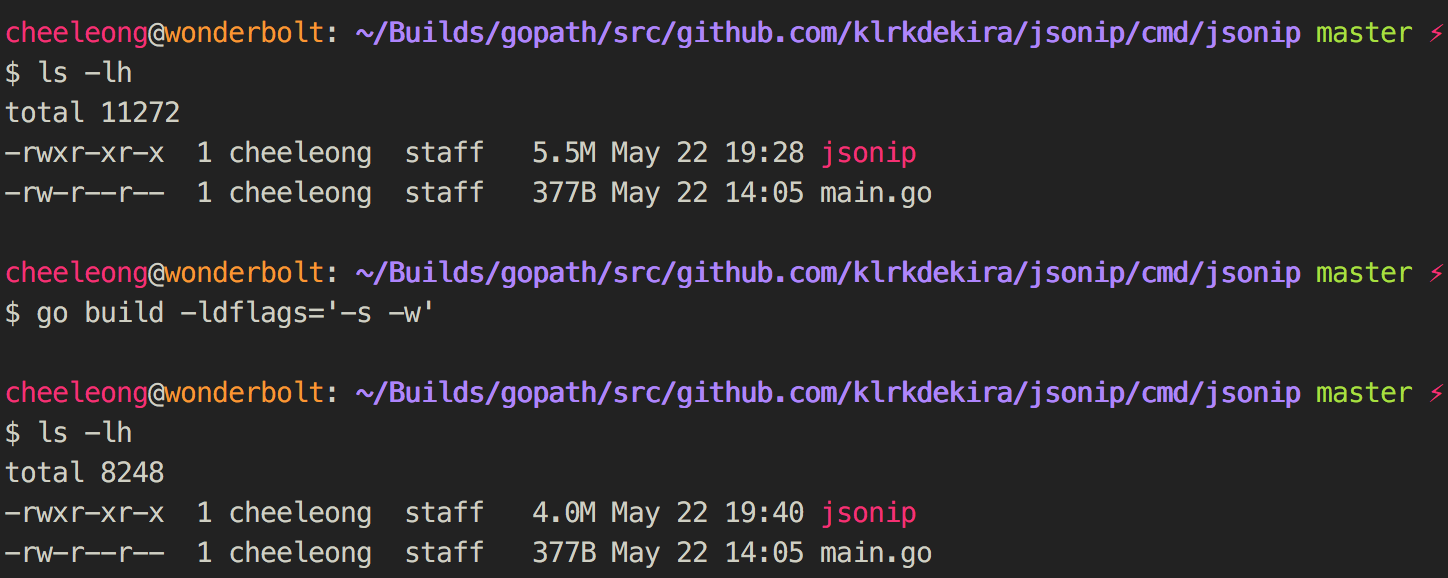 cheeleong@wonderbolt: ~/Builds/gopath/src/github.com/klrkdekira/jsonip/cmd/jsonip master ⚡
$ ls -lh
total 11272
-rwxr-xr-x  1 cheeleong  staff   5.5M May 22 19:28 jsonip
-rw-r--r--  1 cheeleong  staff   377B May 22 14:05 main.go
cheeleong@wonderbolt: ~/Builds/gopath/src/github.com/klrkdekira/jsonip/cmd/jsonip master ⚡
$ go build -ldflags='-s -w'
cheeleong@wonderbolt: ~/Builds/gopath/src/github.com/klrkdekira/jsonip/cmd/jsonip master ⚡
$ ls -lh
total 8248
-rwxr-xr-x  1 cheeleong  staff   4.0M May 22 19:40 jsonip
-rw-r--r--  1 cheeleong  staff   377B May 22 14:05 main.go